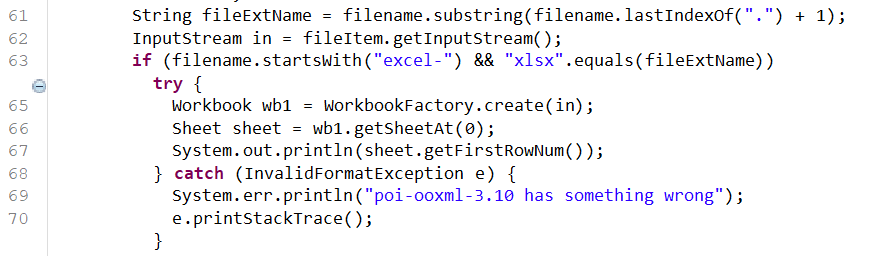 61 String fileExtName = filename.substring(filename.lastIndexOf(".") + 1);
62 InputStream in = fileItem.getInputStream();
63 if (filename.startsWith("excel-") && "xlsx".equals(fileExtName))
try {
65 Workbook wb1 = WorkbookFactory.create(in);
66 Sheet sheet = wb1.getSheetAt(0);
67 System.out.println(sheet.getFirstRowNum());
68 } catch (InvalidFormatException e) {
69 System.err.println("poi-ooxml-3.10 has something wrong");
70 e.printStackTrace();
}